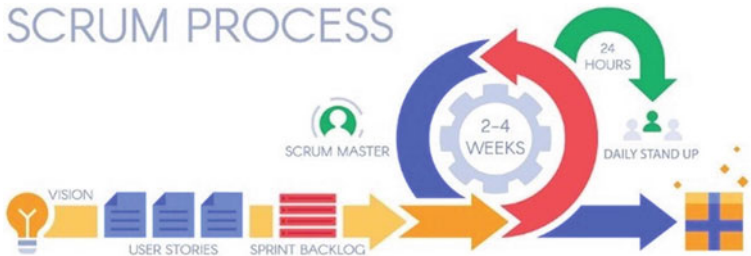 SCRUM PROCESS
24
HOURS
2–4
WEEKS
SCRUM MASTER
DAILY STAND UP
VISION
USER STORIES
SPRINT BACKLOG